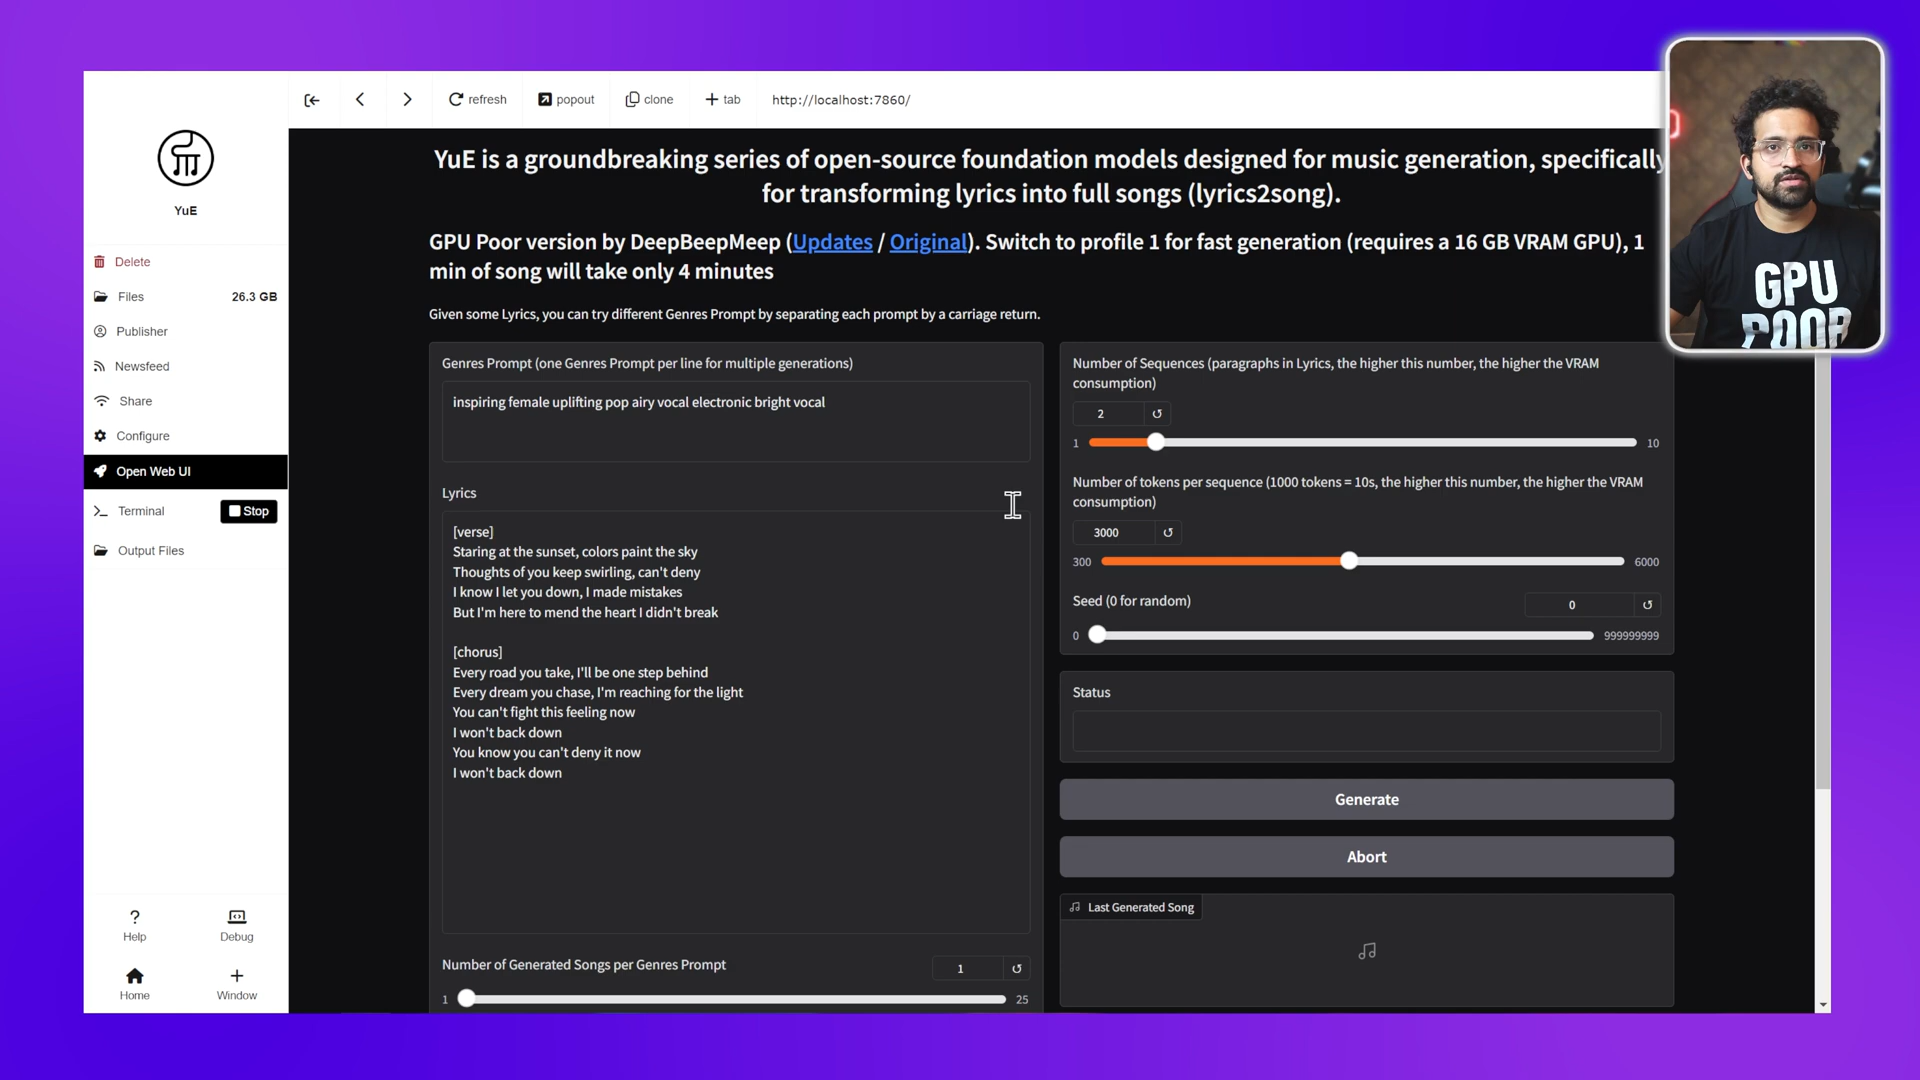 refresh
popout
clone
+ tab
http://localhost:7860/
YuE
Delete
Files 26.3 GB
Publisher
Newsfeed
Share
Configure
Open Web UI
Terminal Stop
Output Files
? Help
Debug
Home
Window
YuE is a groundbreaking series of open-source foundation models designed for music generation, specifically
for transforming lyrics into full songs (lyrics2song).
GPU Poor version by DeepBeepMeep (Updates / Original). Switch to profile 1 for fast generation (requires a 16 GB VRAM GPU), 1
min of song will take only 4 minutes
Given some Lyrics, you can try different Genres Prompt by separating each prompt by a carriage return.
Genres Prompt (one Genres Prompt per line for multiple generations)
inspiring female uplifting pop airy vocal electronic bright vocal
Lyrics
[verse]
Staring at the sunset, colors paint the sky
Thoughts of you keep swirling, can't deny
I know I let you down, I made mistakes
But I'm here to mend the heart I didn't break
[chorus]
Every road you take, I'll be one step behind
Every dream you chase, I'm reaching for the light
You can't fight this feeling now
I won't back down
You know you can't deny it now
I won't back down
Number of Generated Songs per Genres Prompt
1
1 25
Number of Sequences (paragraphs in Lyrics, the higher this number, the higher the VRAM
consumption)
2
1 10
Number of tokens per sequence (1000 tokens = 10s, the higher this number, the higher the VRAM
consumption)
3000
300 6000
Seed (0 for random)
0
0 999999999
Status
Generate
Abort
Last Generated Song
GPU
POOR